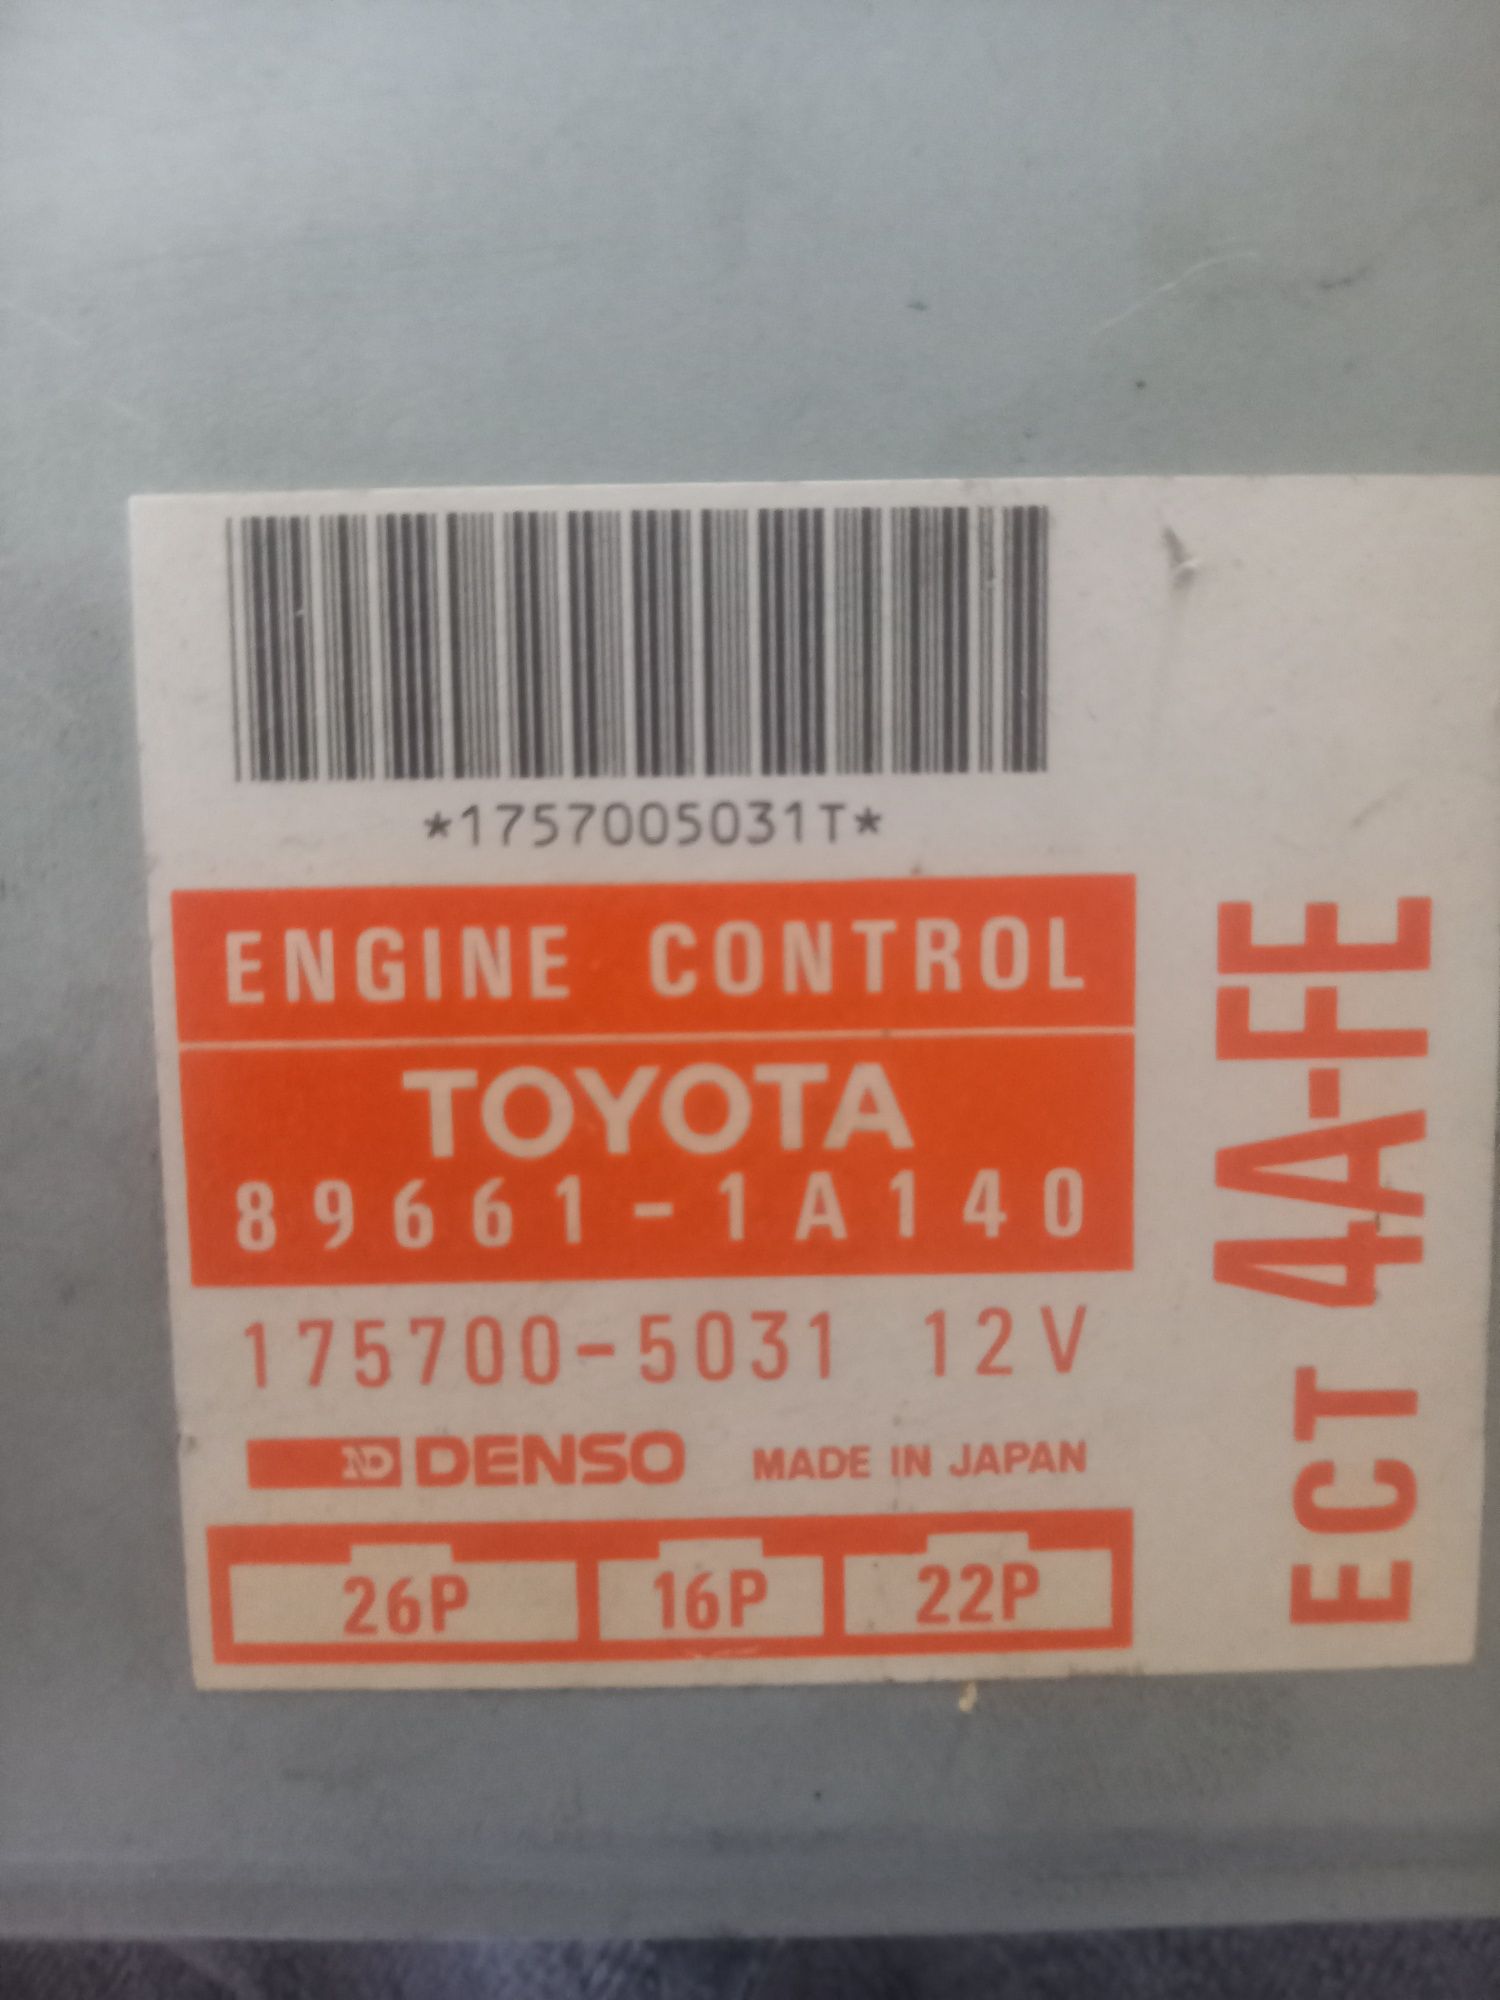 *1757005031T*
ENGINE CONTROL
TOYOTA
89661-1A140
175700-5031 12V
ND DENSO MADE IN JAPAN
26P 16P 22P
ECT 4A-FE